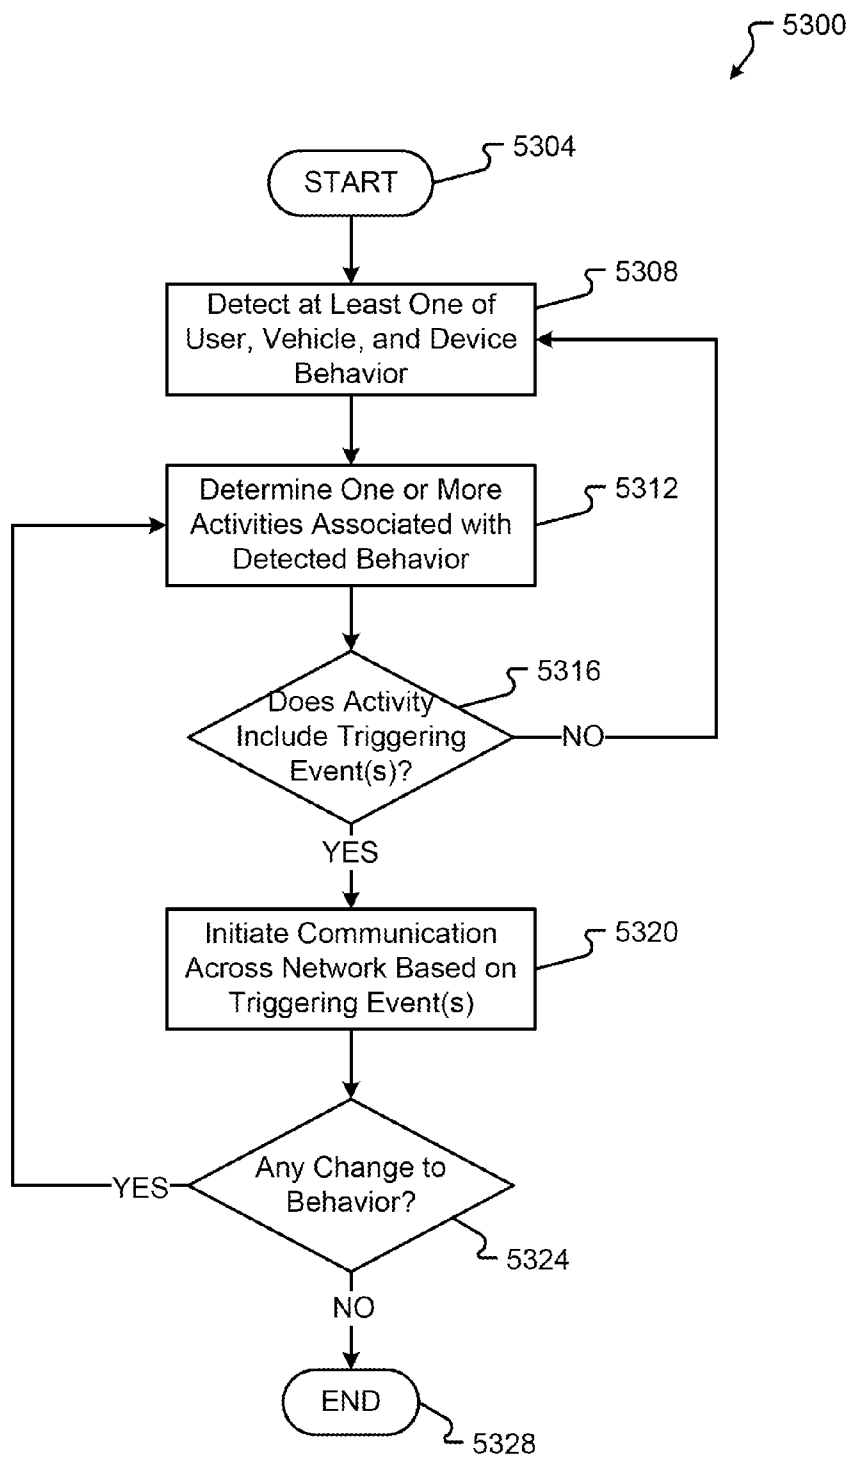 5300
START
5304
5308
Detect at Least One of
User, Vehicle, and Device
Behavior
5312
Determine One or More
Activities Associated with
Detected Behavior
5316
Does Activity
Include Triggering
Event(s)?
NO
YES
5320
Initiate Communication
Across Network Based on
Triggering Event(s)
Any Change to
Behavior?
YES
5324
NO
END
5328